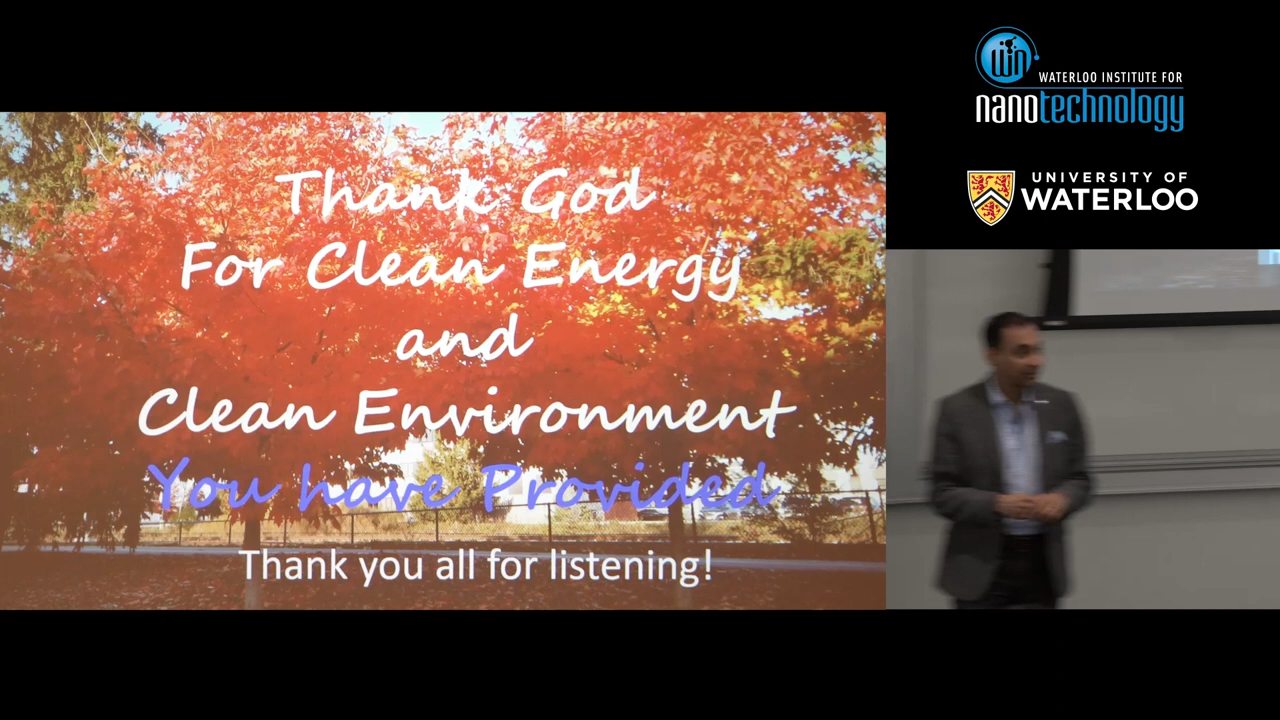 Thank God
For Clean Energy
and
Clean Environment
You have Provided
Thank you all for listening!
WIN
WATERLOO INSTITUTE FOR
nanotechnology
UNIVERSITY OF
WATERLOO